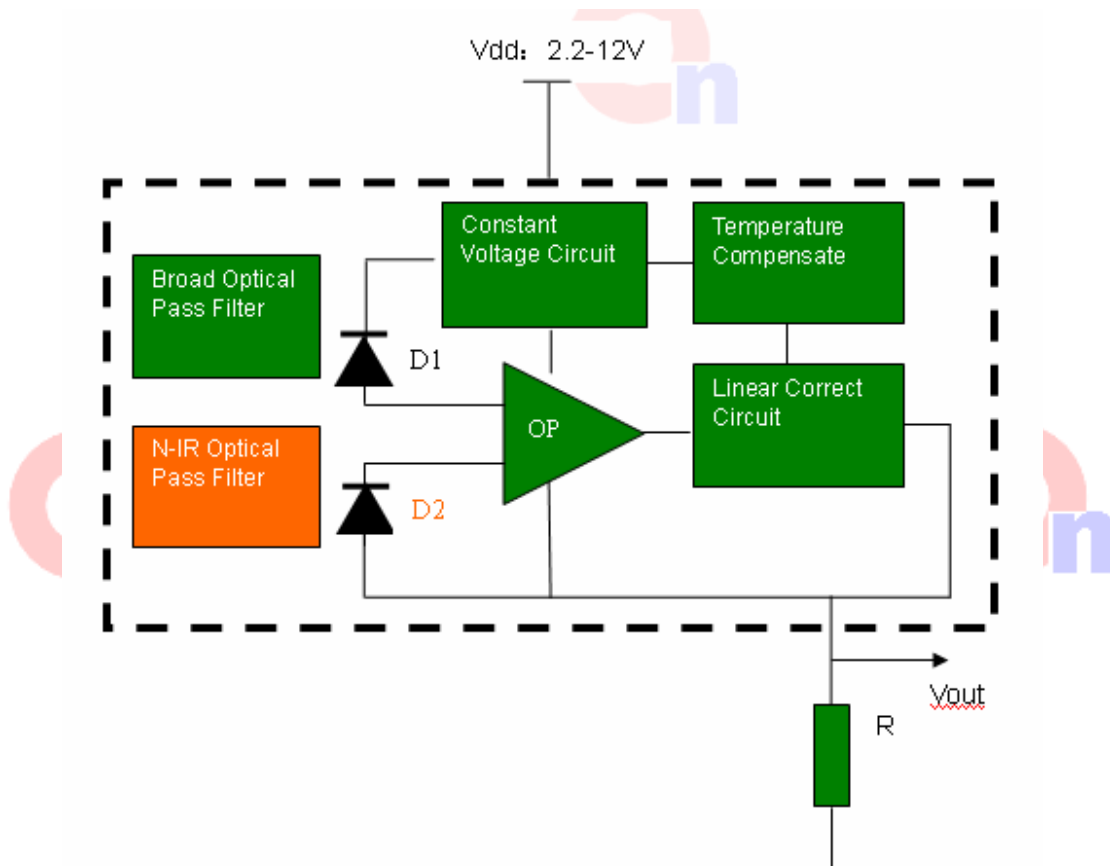 Vdd: 2.2-12V
Constant
Voltage Circuit
Temperature
Compensate
Broad Optical
Pass Filter
D1
Linear Correct
Circuit
OP
N-IR Optical
Pass Filter
D2
n
n
Vout
R